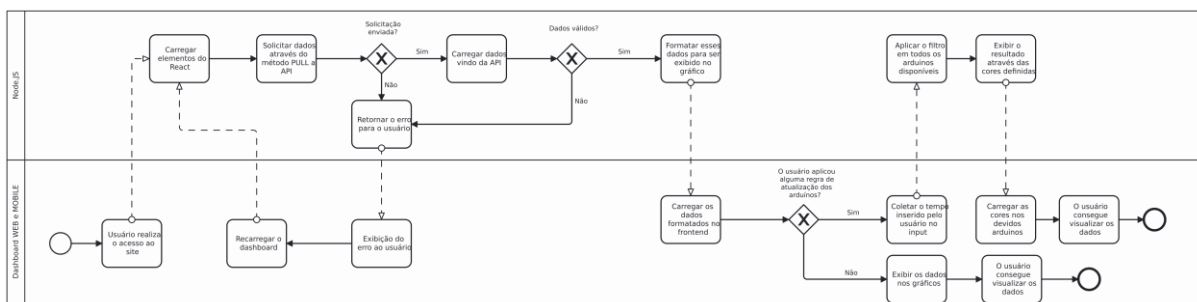 Node.JS
Carregar
elementos do
React
Solicitar dados
através do
método PULL a
API
Solicitação
enviada?
Sim
Não
Carregar dados
vindo da API
Dados válidos?
Sim
Não
Retornar o erro
para o usuário
Formatar esses
dados para ser
exibido no
gráfico
Aplicar o filtro
em todos os
arduinos
disponíveis
Exibir o
resultado
através das
cores definidas
Dashboard WEB e MOBILE
Usuário realiza
o acesso ao
site
Recarregar o
dashboard
Exibição do
erro ao usuário
Carregar os
dados
formatados no
frontend
O usuário aplicou
alguma regra de
atualização dos
arduínos?
Sim
Não
Coletar o tempo
inserido pelo
usuário no
input
Carregar as
cores nos
devidos
arduínos
O usuário
consegue
visualizar os
dados
Exibir os dados
nos gráficos
O usuário
consegue
visualizar os
dados